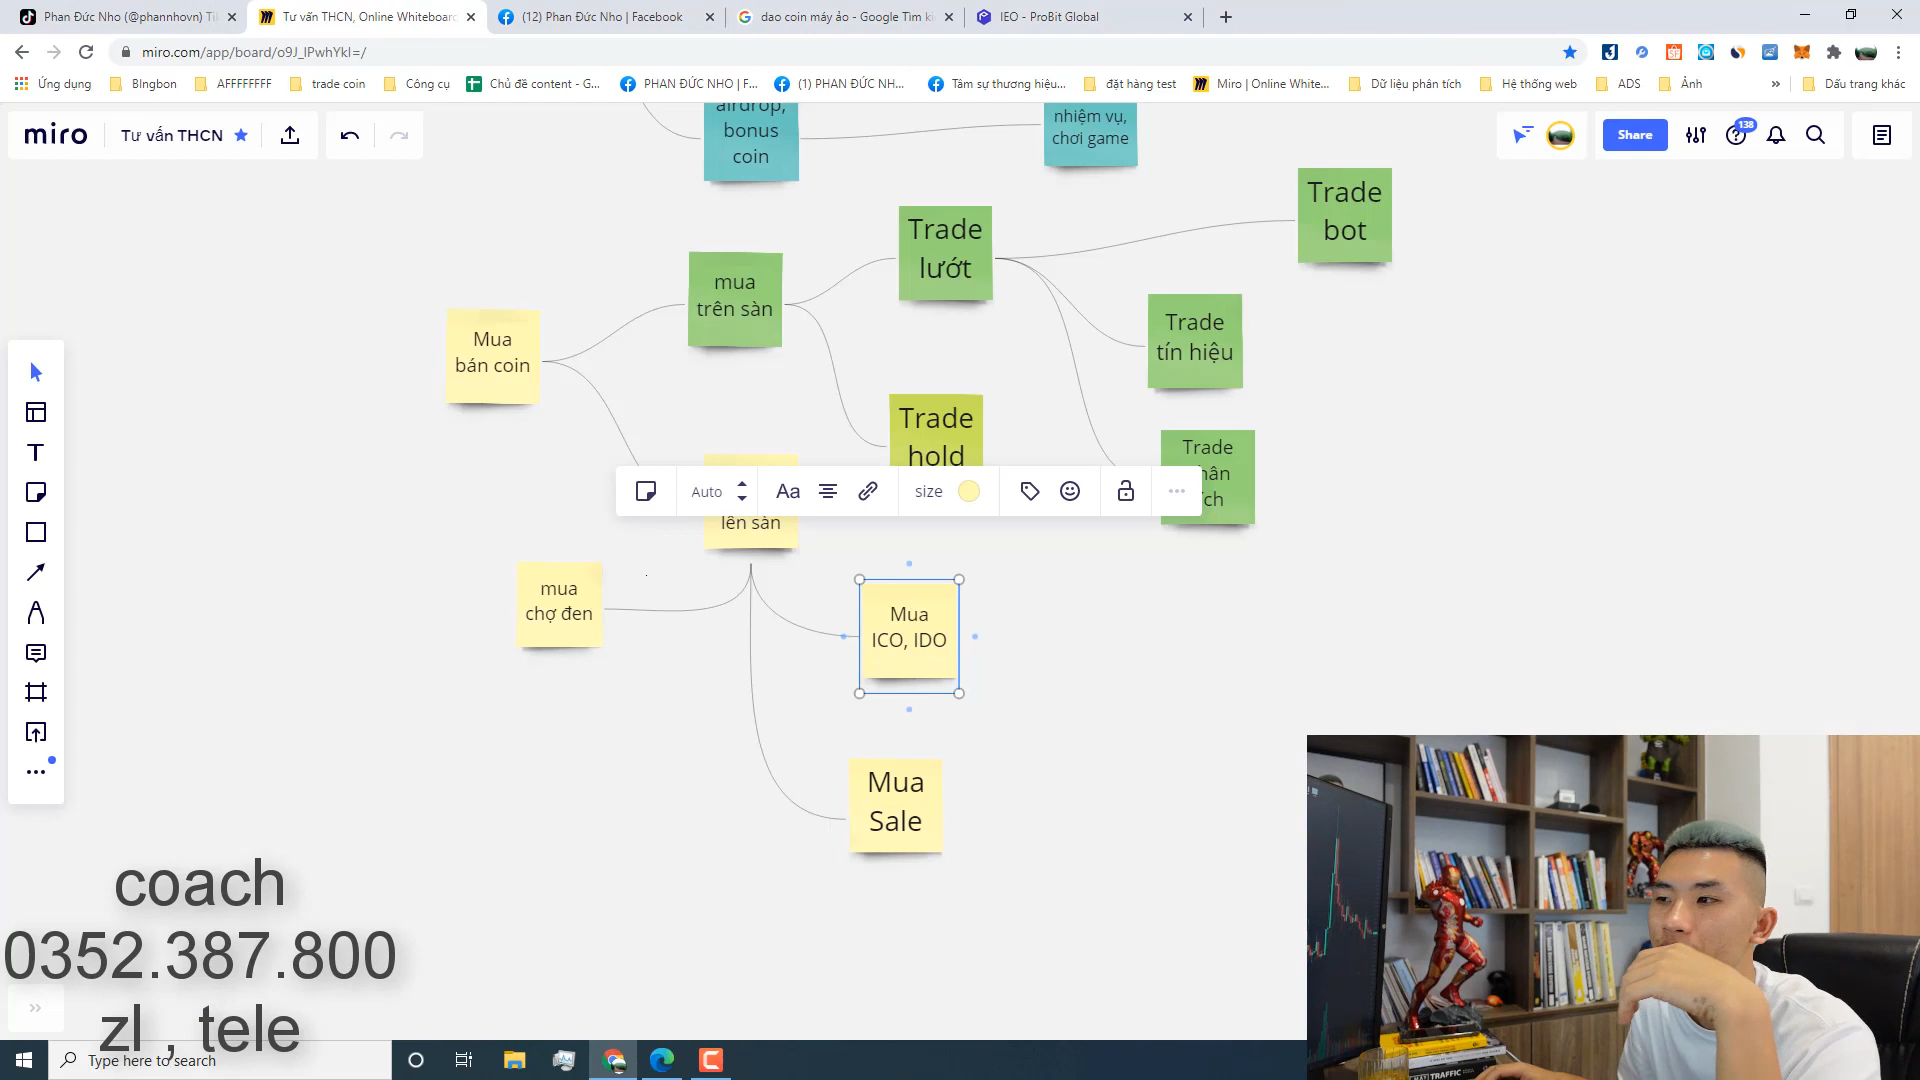 Phan Đức Nho (@phannhovn) Ti
Tư vấn THCN, Online Whiteboard
(12) Phan Đức Nho | Facebook
dao coin máy ảo - Google Tìm ki
IEO - ProBit Global
miro.com/app/board/o9J_lPwhYkI=/
Ứng dụng
BIngbon
AFFFFFFFF
trade coin
Công cụ
Chủ đề content - G...
PHAN ĐỨC NHO | F...
(1) PHAN ĐỨC NH...
Tâm sự thương hiệu...
đặt hàng test
Miro | Online White...
Dữ liệu phân tích
Hệ thống web
ADS
Ảnh
»
Dấu trang khác
miro
Tư vấn THCN
Share
138
airdrop,
bonus
coin
nhiệm vụ,
chơi game
Trade
bot
Trade
lướt
mua
trên sàn
Mua
bán coin
Trade
tín hiệu
Trade
hold
Trade
ích
Auto
Aa
size
lên sàn
mua
chợ đen
Mua
ICO, IDO
Mua
Sale
coach
0352.387.800
zl , tele
Type here to search
TRAFFIC